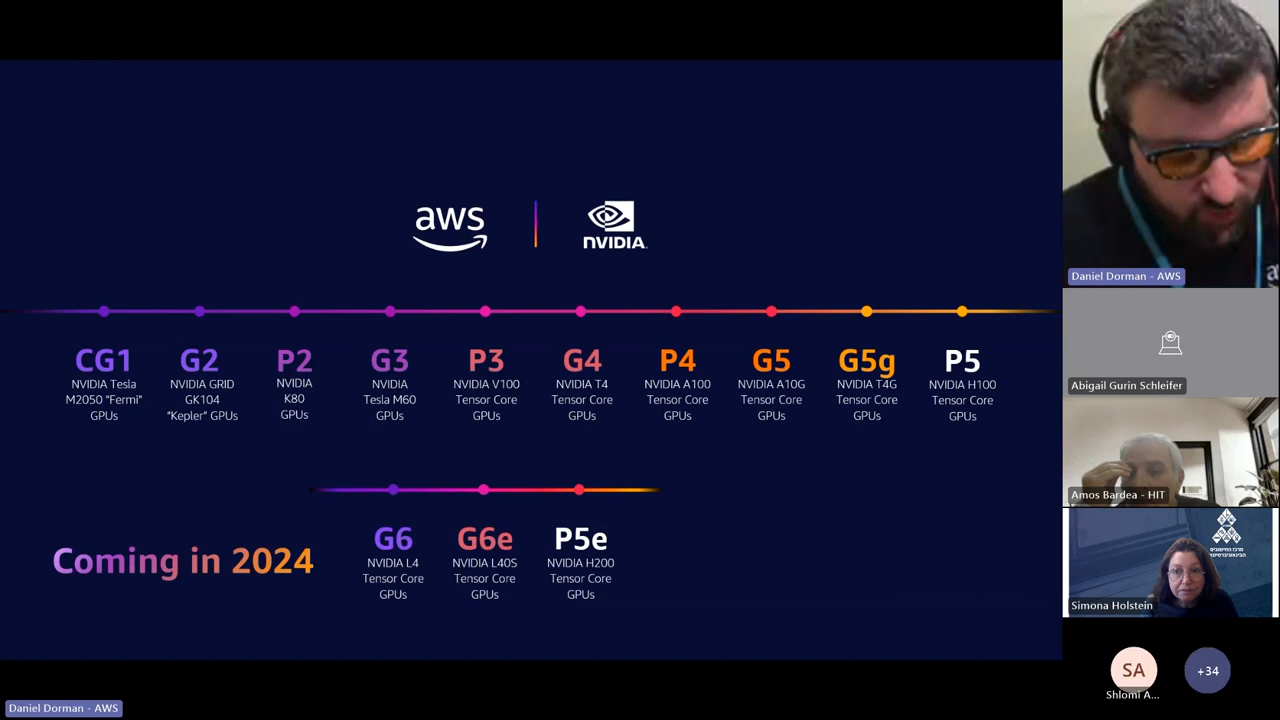 aws
NVIDIA.
CG1
NVIDIA Tesla
M2050 "Fermi"
GPUs
G2
NVIDIA GRID
GK104
"Kepler" GPUs
P2
NVIDIA
K80
GPUs
G3
NVIDIA
Tesla M60
GPUs
P3
NVIDIA V100
Tensor Core
GPUs
G4
NVIDIA T4
Tensor Core
GPUs
P4
NVIDIA A100
Tensor Core
GPUs
G5
NVIDIA A10G
Tensor Core
GPUs
G5g
NVIDIA T4G
Tensor Core
GPUs
P5
NVIDIA H100
Tensor Core
GPUs
Coming in 2024
G6
NVIDIA L4
Tensor Core
GPUs
G6e
NVIDIA L40S
Tensor Core
GPUs
P5e
NVIDIA H200
Tensor Core
GPUs
Daniel Dorman - AWS
Daniel Dorman - AWS
Abigail Gurin Schleifer
Amos Bardea - HIT
מרכז החישובים
הבינאוניברסיטאי
Simona Holstein
SA
Shlomi A...
+34